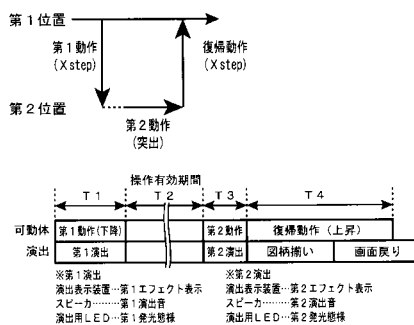 第1位置
第1動作
(Xstep)
復帰動作
(Xstep)
第2位置
第2動作
(突出)
操作有効期間
T1 T2 T3 T4
可動体 第1動作(下降) 第2動作 復帰動作(上昇)
演出 第1演出 第2演出 図柄揃い 画面戻り
※第1演出
演出表示装置…第1エフェクト表示
スピーカ………第1演出音
演出用LED…第1発光態様
※第2演出
演出表示装置…第2エフェクト表示
スピーカ………第2演出音
演出用LED…第2発光態様